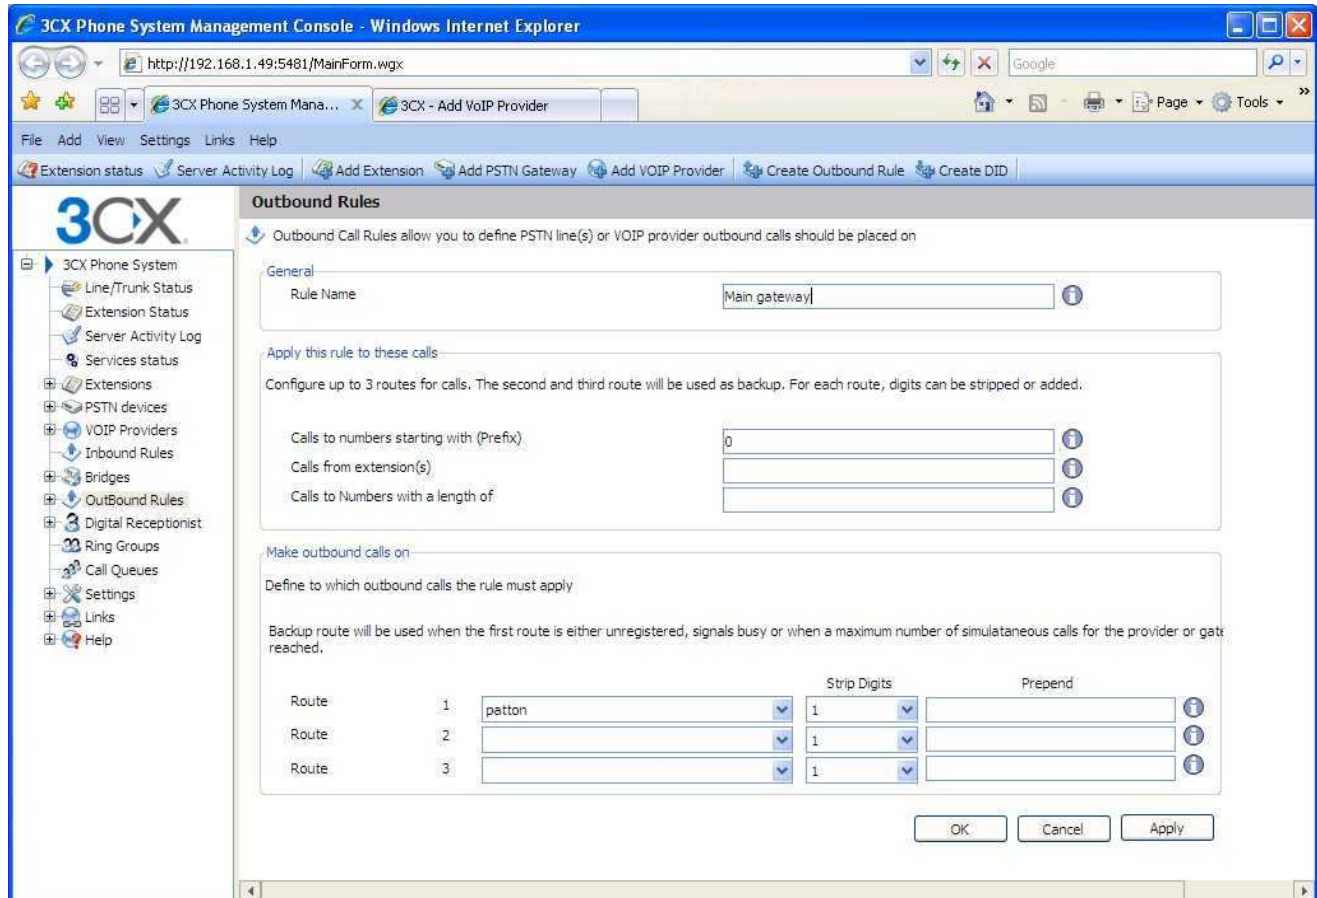 3CX Phone System Management Console - Windows Internet Explorer
http://192.168.1.49:5481/MainForm.wgx
Google
3CX Phone System Mana... X
3CX - Add VoIP Provider
Page Tools »
File Add View Settings Links Help
Extension status Server Activity Log Add Extension Add PSTN Gateway Add VOIP Provider Create Outbound Rule Create DID
3CX
3CX Phone System
Line/Trunk Status
Extension Status
Server Activity Log
Services status
Extensions
PSTN devices
VOIP Providers
Inbound Rules
Bridges
OutBound Rules
Digital Receptionist
Ring Groups
Call Queues
Settings
Links
Help
Outbound Rules
Outbound Call Rules allow you to define PSTN line(s) or VOIP provider outbound calls should be placed on
General
Rule Name Main gateway
Apply this rule to these calls
Configure up to 3 routes for calls. The second and third route will be used as backup. For each route, digits can be stripped or added.
Calls to numbers starting with (Prefix) 0
Calls from extension(s)
Calls to Numbers with a length of
Make outbound calls on
Define to which outbound calls the rule must apply
Backup route will be used when the first route is either unregistered, signals busy or when a maximum number of simulataneous calls for the provider or gate
reached.
Strip Digits Prepend
Route 1 patton 1
Route 2 1
Route 3 1
OK Cancel Apply